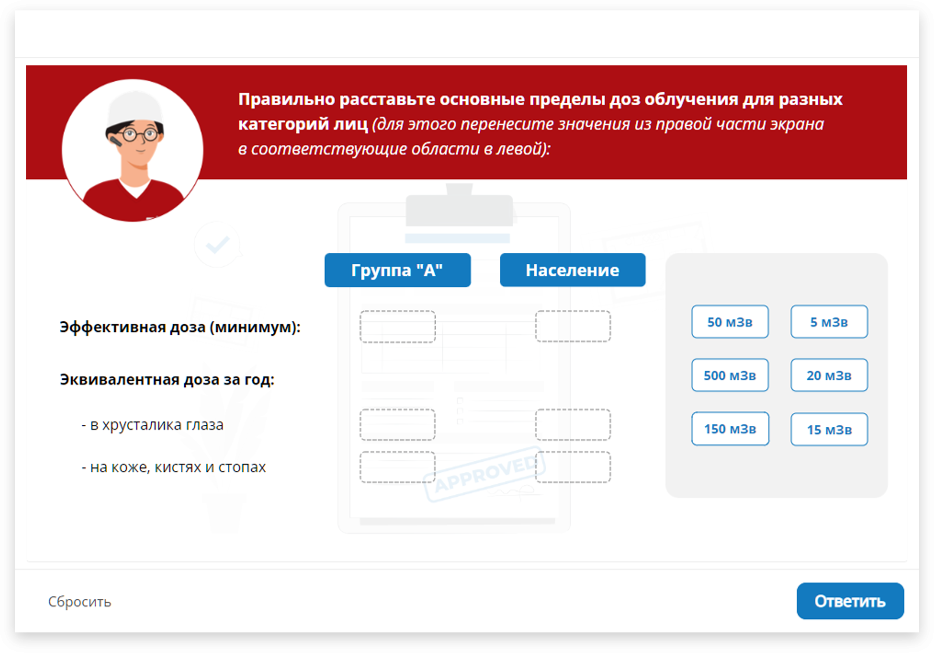 Правильно расставьте основные пределы доз облучения для разных
категорий лиц (для этого перенесите значения из правой части экрана
в соответствующие области в левой):
Группа "А" Население
Эффективная доза (минимум):
50 мЗв 5 мЗв
Эквивалентная доза за год:
500 мЗв 20 мЗв
- в хрусталика глаза
150 мЗв 15 мЗв
- на коже, кистях и стопах
APPROVED
Сбросить Ответить